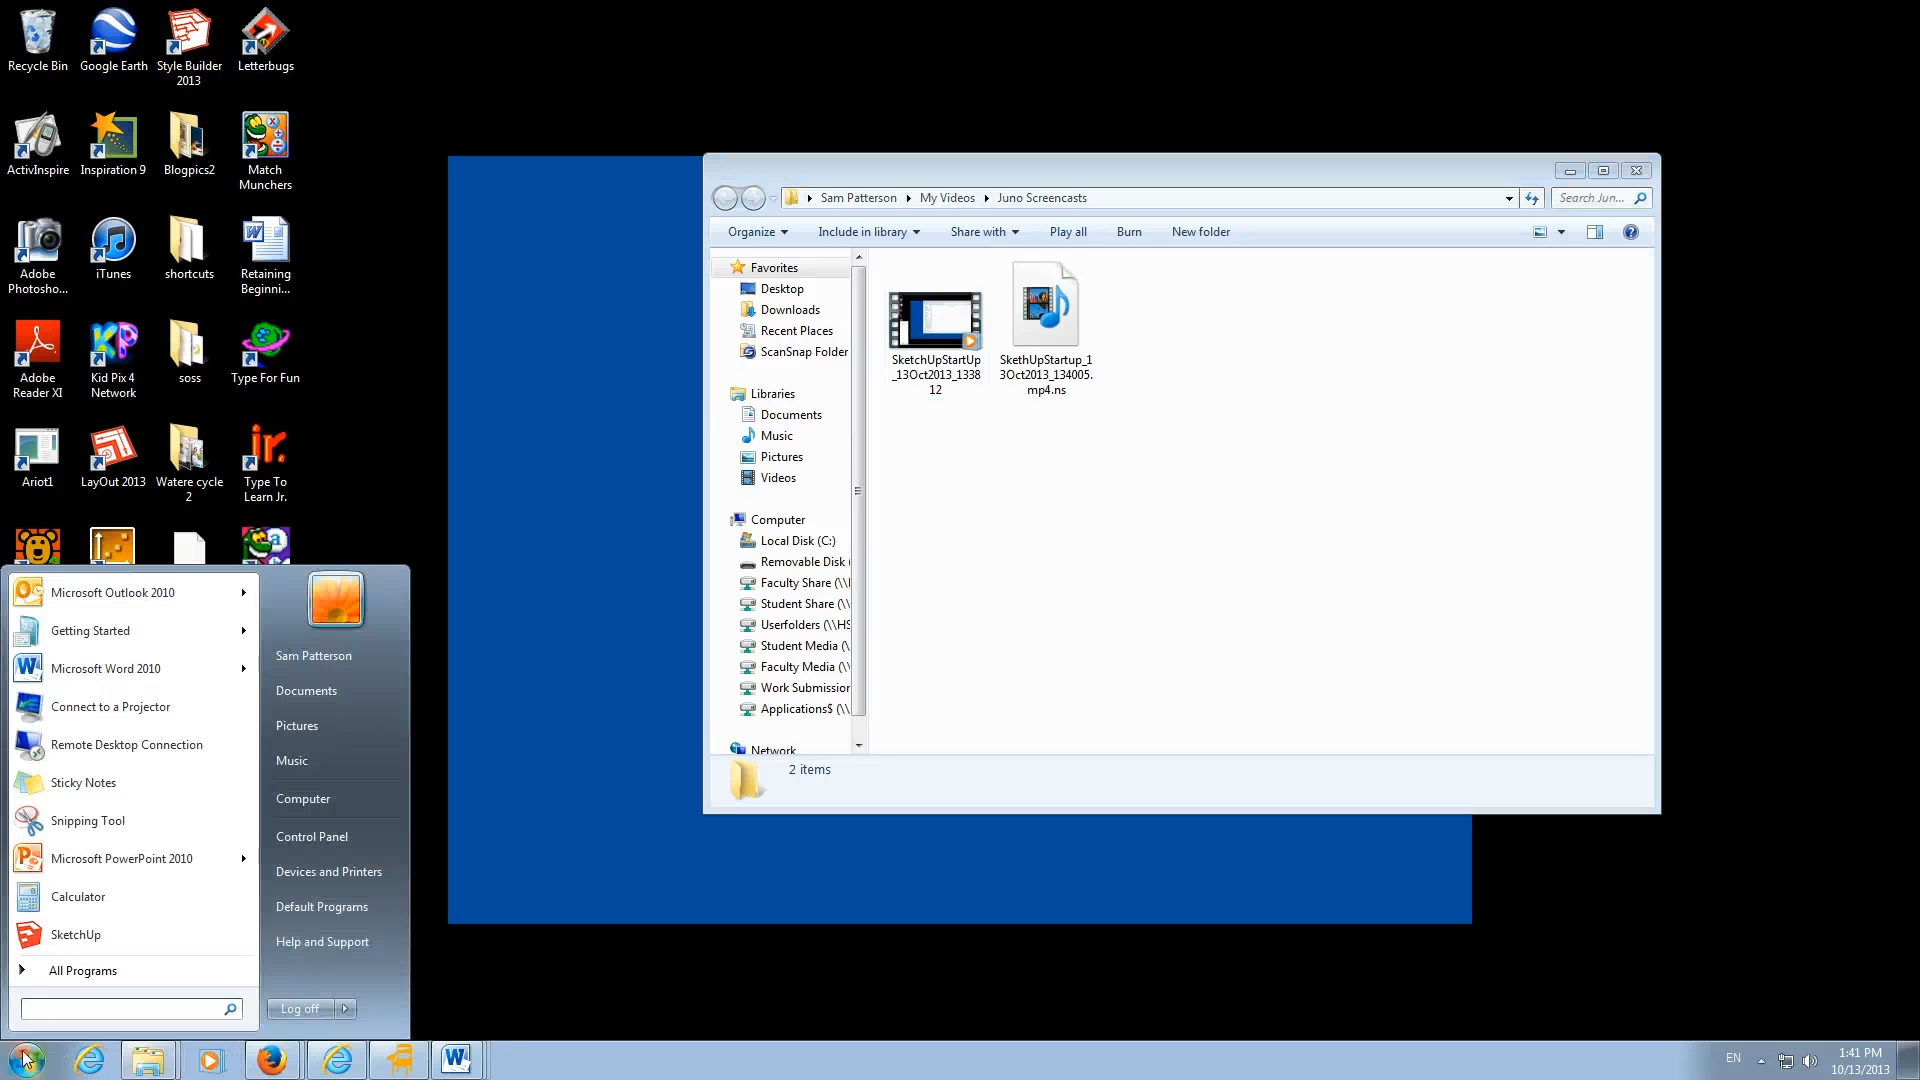 Recycle Bin
Google Earth
Style Builder
2013
Letterbugs
ActivInspire
Inspiration 9
Blogpics2
Match
Munchers
Adobe
Photosho...
iTunes
shortcuts
Retaining
Beginni...
Adobe
Reader XI
Kid Pix 4
Network
soss
Type For Fun
Ariot1
LayOut 2013
Watere cycle
2
Type To
Learn Jr.
Microsoft Outlook 2010
Getting Started
Microsoft Word 2010
Connect to a Projector
Remote Desktop Connection
Sticky Notes
Snipping Tool
Microsoft PowerPoint 2010
Calculator
SketchUp
All Programs
Sam Patterson
Documents
Pictures
Music
Computer
Control Panel
Devices and Printers
Default Programs
Help and Support
Log off
Sam Patterson
My Videos
Juno Screencasts
Search Jun...
Organize
Include in library
Share with
Play all
Burn
New folder
Favorites
Desktop
Downloads
Recent Places
ScanSnap Folder
Libraries
Documents
Music
Pictures
Videos
Computer
Local Disk (C:)
Removable Disk
Faculty Share (\\
Student Share (\\
Userfolders (\\HS
Student Media (\
Faculty Media (\
Work Submission
Applications$ (\\
Network
SketchUpStartUp
_13Oct2013_1338
12
SkethUpStartup_1
3Oct2013_134005.
mp4.ns
2 items
EN
1:41 PM
10/13/2013